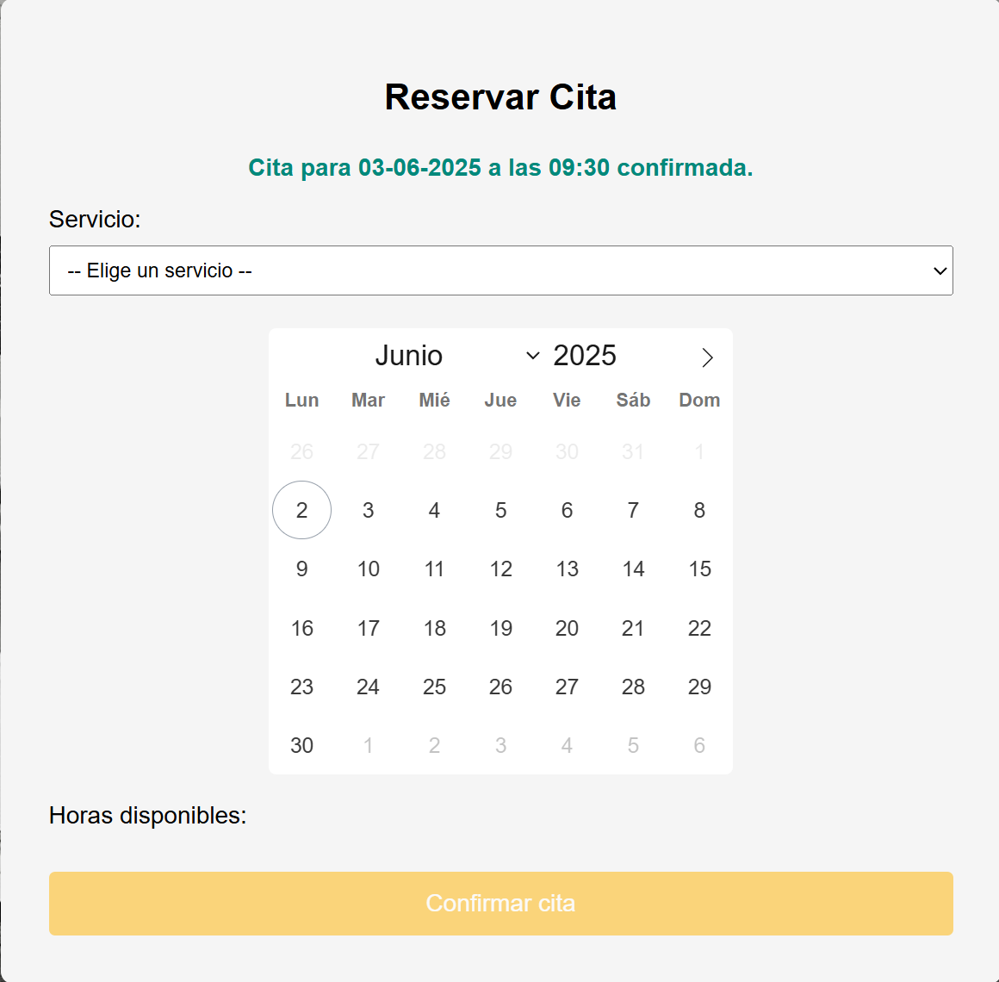 Reservar Cita
Cita para 03-06-2025 a las 09:30 confirmada.
Servicio:
-- Elige un servicio --
Junio 2025
Lun Mar Mié Jue Vie Sáb Dom
26 27 28 29 30 31 1
2 3 4 5 6 7 8
9 10 11 12 13 14 15
16 17 18 19 20 21 22
23 24 25 26 27 28 29
30 1 2 3 4 5 6
Horas disponibles:
Confirmar cita